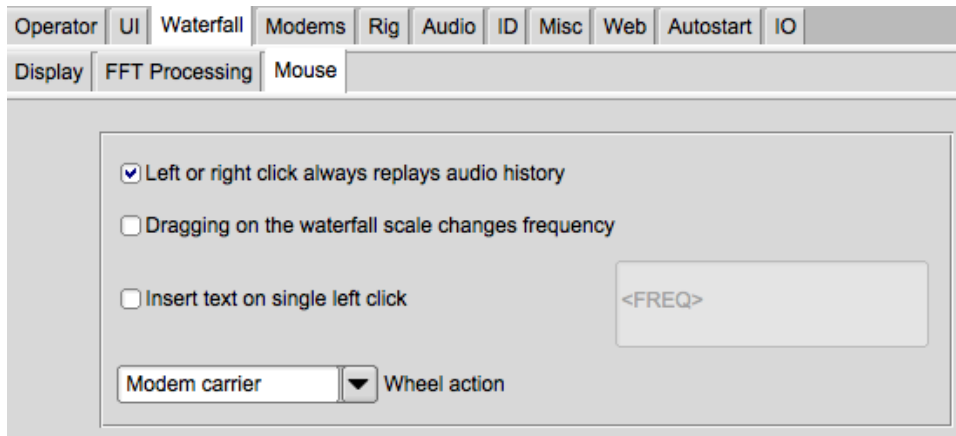 Operator UI Waterfall Modems Rig Audio ID Misc Web Autostart IO
Display FFT Processing Mouse
Left or right click always replays audio history
Dragging on the waterfall scale changes frequency
Insert text on single left click <FREQ>
Modem carrier Wheel action